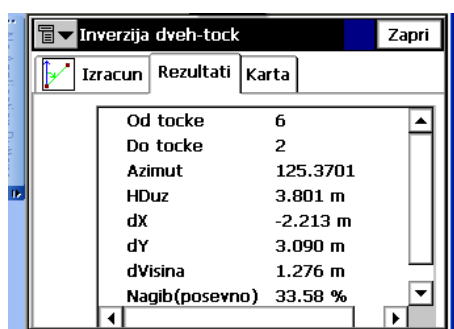 Inverzija dveh-tock Zapri
Izracun Rezultati Karta
Od tocke 6
Do tocke 2
Azimut 125.3701
HDuz 3.801 m
dX -2.213 m
dY 3.090 m
dVisina 1.276 m
Nagib(posevno) 33.58 %